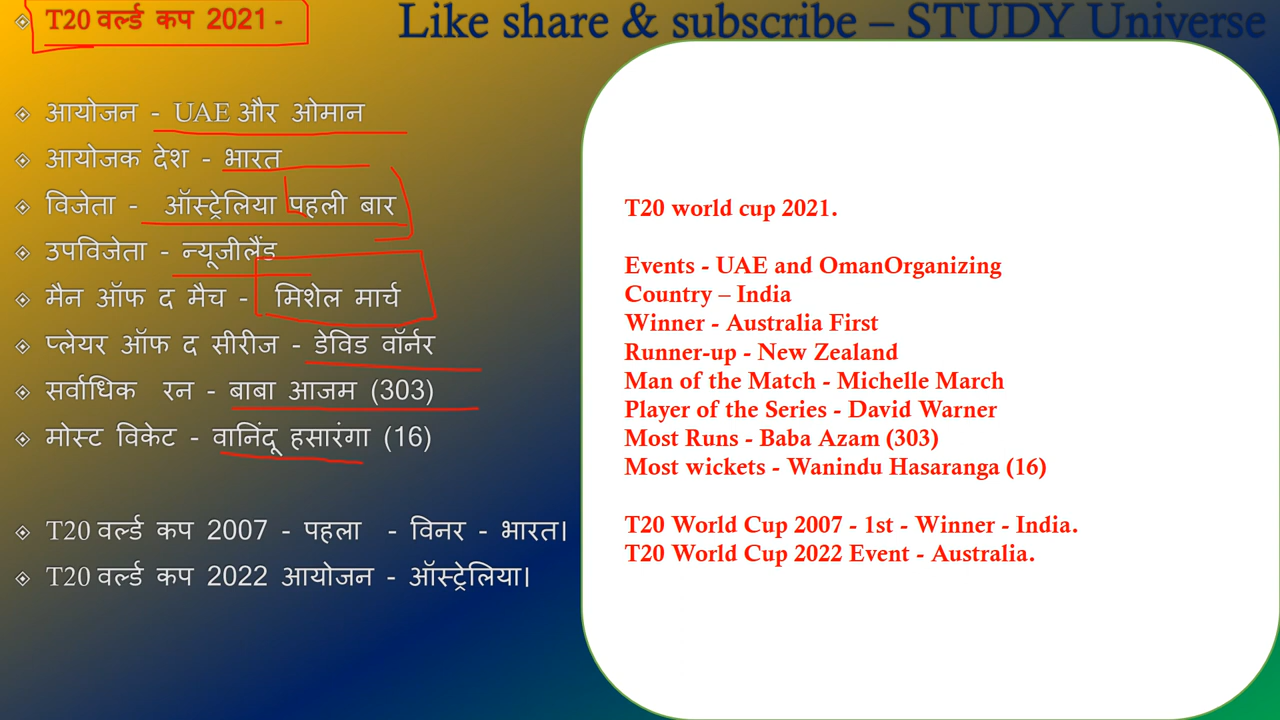 T20 वर्ल्ड कप 2021 -
Like share & subscribe – STUDY Universe
आयोजन - UAE और ओमान
आयोजक देश - भारत
विजेता - ऑस्ट्रेलिया पहली बार
उपविजेता - न्यूजीलैंड
मैन ऑफ द मैच - मिशेल मार्च
प्लेयर ऑफ द सीरीज - डेविड वॉर्नर
सर्वाधिक रन - बाबा आजम (303)
मोस्ट विकेट - वानिंदू हसारंगा (16)
T20 वर्ल्ड कप 2007 - पहला - विनर - भारत।
T20 वर्ल्ड कप 2022 आयोजन - ऑस्ट्रेलिया।
T20 world cup 2021.
Events - UAE and OmanOrganizing
Country – India
Winner - Australia First
Runner-up - New Zealand
Man of the Match - Michelle March
Player of the Series - David Warner
Most Runs - Baba Azam (303)
Most wickets - Wanindu Hasaranga (16)
T20 World Cup 2007 - 1st - Winner - India.
T20 World Cup 2022 Event - Australia.